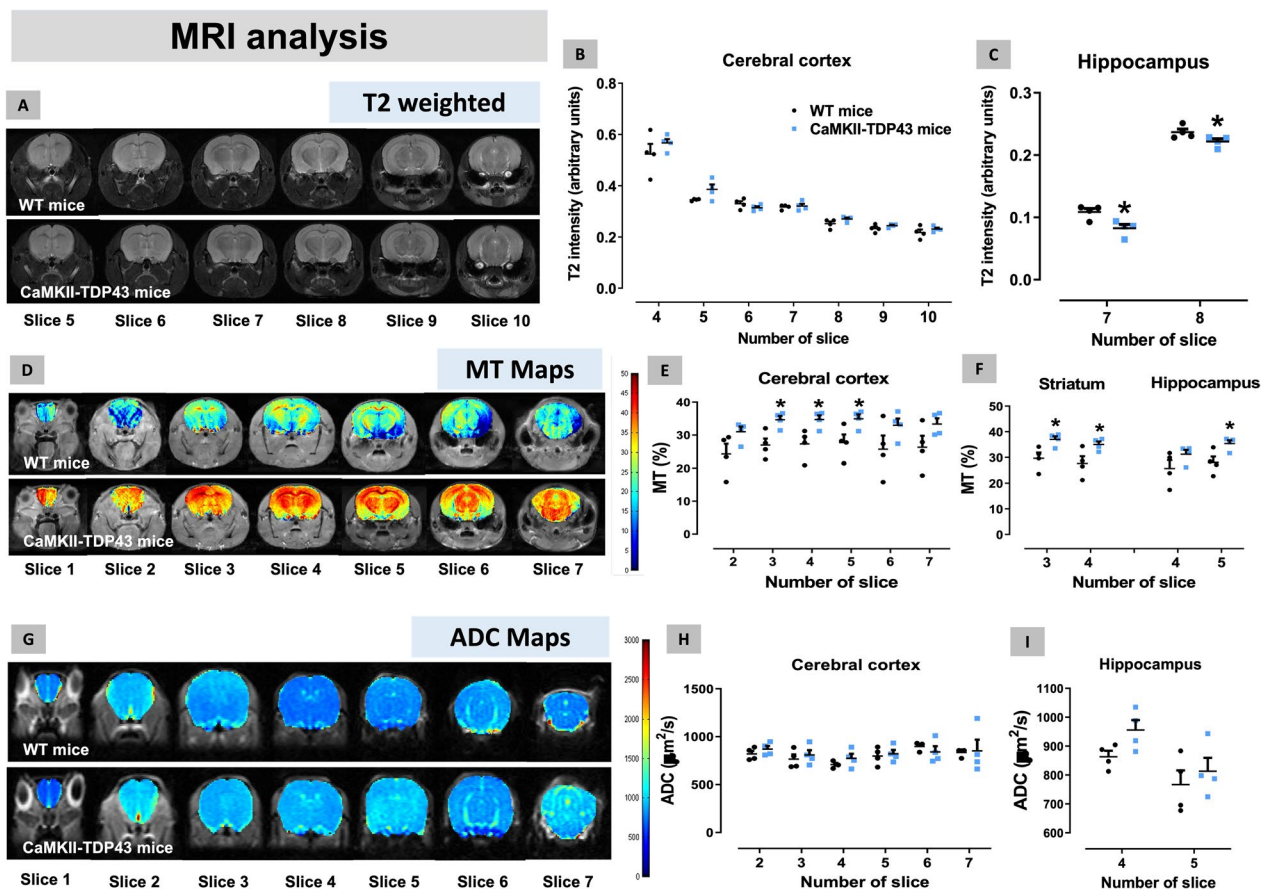 MRI analysis
A
T2 weighted
WT mice
CaMKII-TDP43 mice
Slice 5 Slice 6 Slice 7 Slice 8 Slice 9 Slice 10
B
Cerebral cortex
WT mice
CaMKII-TDP43 mice
T2 intensity (arbitrary units)
0.8
0.6
0.4
0.2
0.0
4 5 6 7 8 9 10
Number of slice
C
Hippocampus
T2 intensity (arbitrary units)
0.3
0.2
0.1
0.0
* *
7 8
Number of slice
D
MT Maps
WT mice
CaMKII-TDP43 mice
Slice 1 Slice 2 Slice 3 Slice 4 Slice 5 Slice 6 Slice 7
50
45
40
35
30
25
20
15
10
5
0
E
Cerebral cortex
MT (%)
40
30
20
10
0
* * *
2 3 4 5 6 7
Number of slice
F
Striatum Hippocampus
MT (%)
50
40
30
20
10
0
* * *
3 4 4 5
Number of slice
G
ADC Maps
WT mice
CaMKII-TDP43 mice
Slice 1 Slice 2 Slice 3 Slice 4 Slice 5 Slice 6 Slice 7
3000
2500
2000
1500
1000
500
0
H
Cerebral cortex
ADC (m²/s)
1500
1000
500
0
2 3 4 5 6 7
Number of slice
I
Hippocampus
ADC (m²/s)
1100
1000
900
800
700
600
4 5
Number of slice